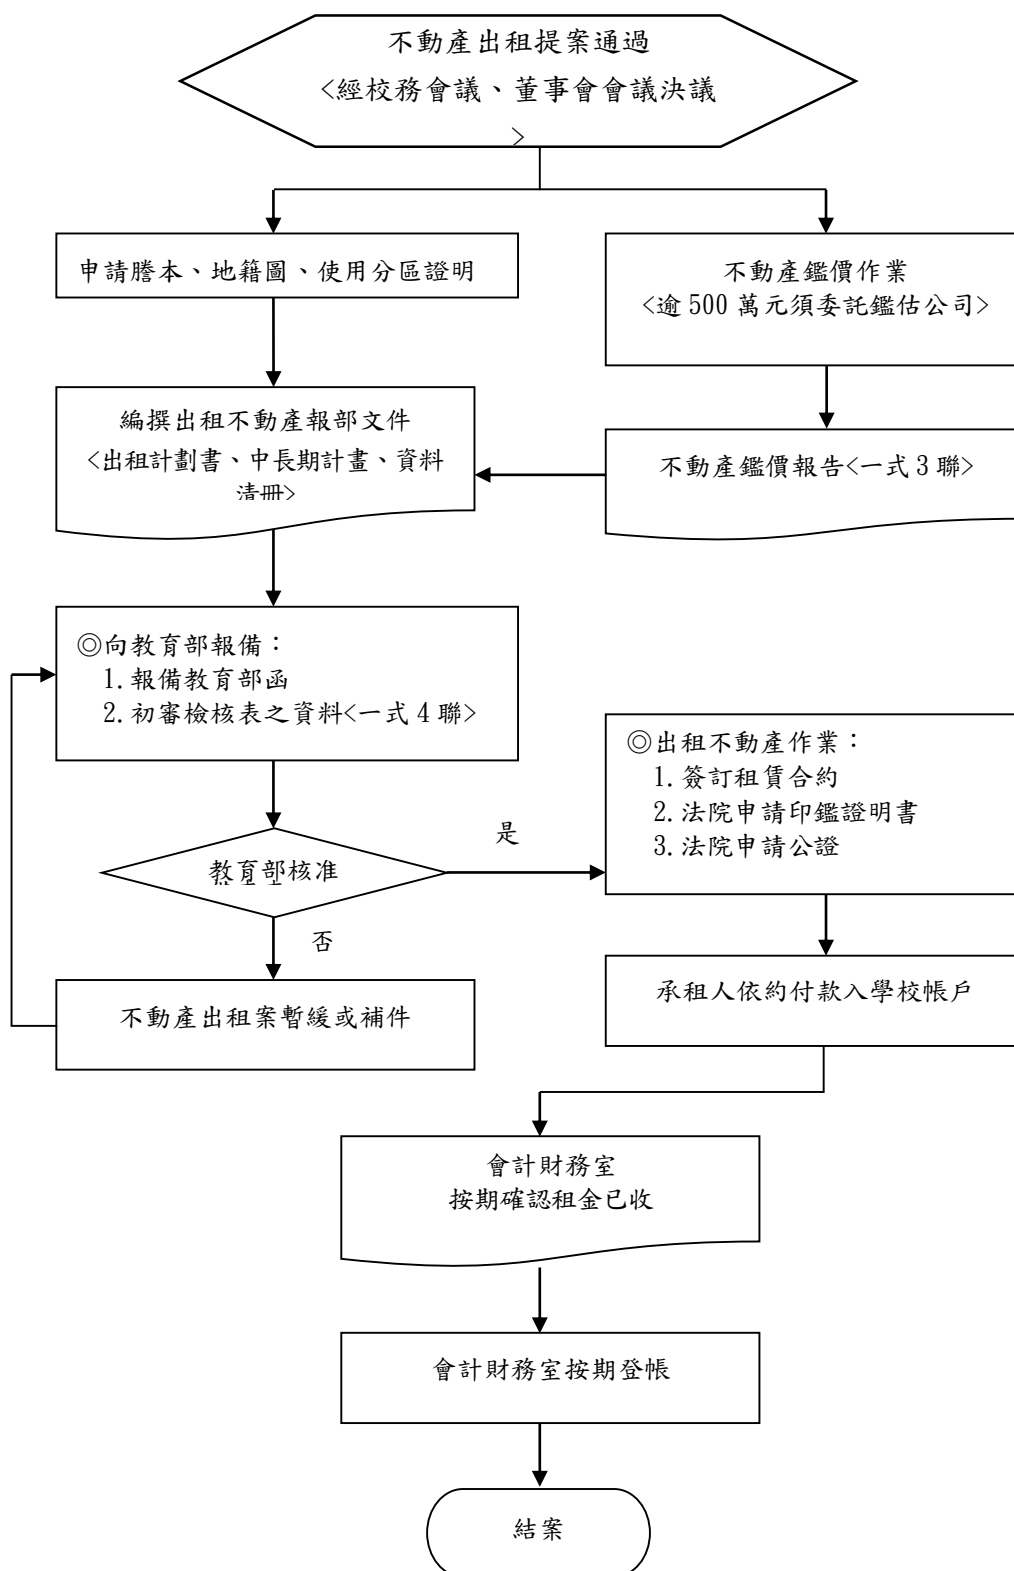 不動產出租提案通過
<經校務會議、董事會會議決議
>
申請謄本、地籍圖、使用分區證明
不動產鑑價作業
<逾500萬元須委託鑑估公司>
編撰出租不動產報部文件
<出租計劃書、中長期計畫、資料
清冊>
不動產鑑價報告<一式3聯>
◎向教育部報備：
1.報備教育部函
2.初審檢核表之資料<一式4聯>
◎出租不動產作業：
1.簽訂租賃合約
2.法院申請印鑑證明書
3.法院申請公證
是
教育部核准
否
不動產出租案暫緩或補件
承租人依約付款入學校帳戶
會計財務室
按期確認租金已收
會計財務室按期登帳
結案